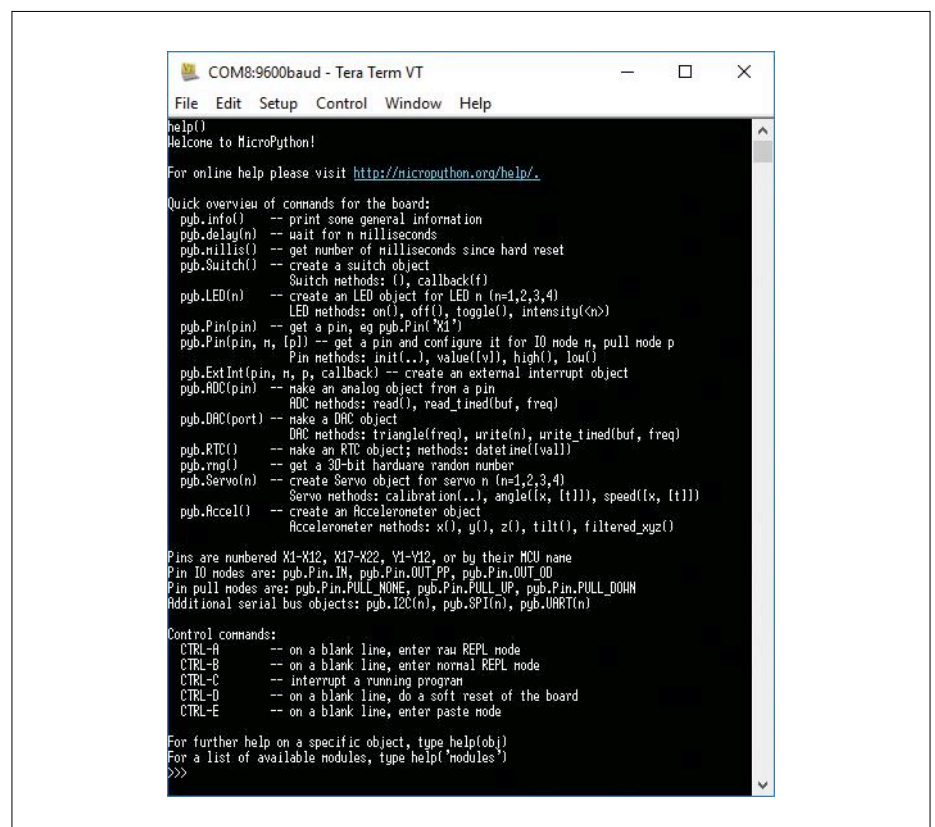 COM8:9600baud - Tera Term VT
File Edit Setup Control Window Help
help()
Welcome to MicroPython!
For online help please visit http://micropython.org/help/.
Quick overview of commands for the board:
pyb.info() -- print some general information
pyb.delay(n) -- wait for n milliseconds
pyb.millis() -- get number of milliseconds since hard reset
pyb.Switch() -- create a switch object
Switch methods: (), callback(f)
pyb.LED(n) -- create an LED object for LED n (n=1,2,3,4)
LED methods: on(), off(), toggle(), intensity(<n>)
pyb.Pin(pin) -- get a pin, eg pyb.Pin('X1')
pyb.Pin(pin, m, [p]) -- get a pin and configure it for IO mode m, pull mode p
Pin methods: init(..), value([v]), high(), low()
pyb.ExtInt(pin, m, p, callback) -- create an external interrupt object
pyb.ADC(pin) -- make an analog object from a pin
ADC methods: read(), read_timed(buf, freq)
pyb.DAC(port) -- make a DAC object
DAC methods: triangle(freq), write(n), write_timed(buf, freq)
pyb.RTC() -- make an RTC object; methods: datetime([val])
pyb.rng() -- get a 30-bit hardware random number
pyb.Servo(n) -- create Servo object for servo n (n=1,2,3,4)
Servo methods: calibration(..), angle([x, [t]]), speed([x, [t]])
pyb.Accel() -- create an Accelerometer object
Accelerometer methods: x(), y(), z(), tilt(), filtered_xyz()
Pins are numbered X1-X12, X17-X22, Y1-Y12, or by their MCU name
Pin IO modes are: pyb.Pin.IN, pyb.Pin.OUT_PP, pyb.Pin.OUT_OD
Pin pull modes are: pyb.Pin.PULL_NONE, pyb.Pin.PULL_UP, pyb.Pin.PULL_DOWN
Additional serial bus objects: pyb.I2C(n), pyb.SPI(n), pyb.UART(n)
Control commands:
CTRL-A -- on a blank line, enter raw REPL mode
CTRL-B -- on a blank line, enter normal REPL mode
CTRL-C -- interrupt a running program
CTRL-D -- on a blank line, do a soft reset of the board
CTRL-E -- on a blank line, enter paste mode
For further help on a specific object, type help(obj)
For a list of available modules, type help('modules')
>>>